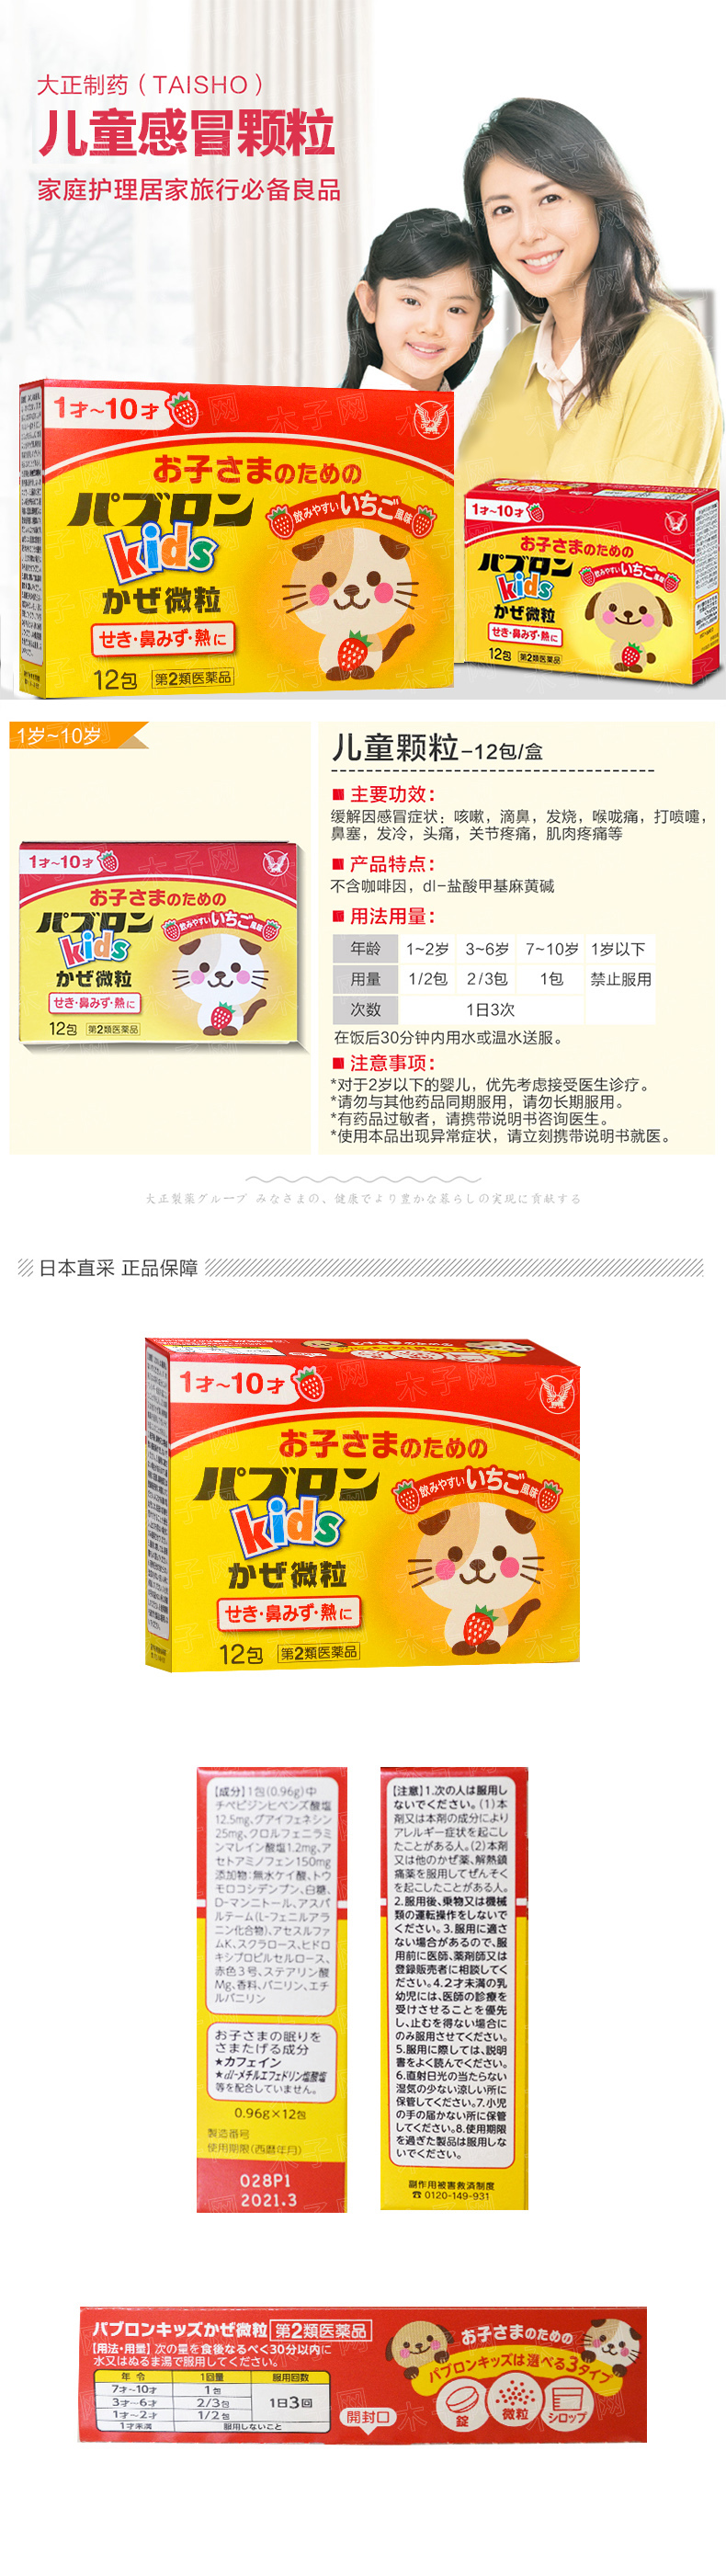 大正制药（TAISHO）
儿童感冒颗粒
家庭护理居家旅行必备良品
1才~10才
お子さまのための
パブロン
kids
飲みやすい いちご 風味
かぜ微粒
せき・鼻みず・熱に
12包 第2類医薬品
1才~10才
お子さまのための
パブロン
kids
飲みやすい いちご 風味
かぜ微粒
せき・鼻みず・熱に
12包 第2類医薬品
1岁~10岁
1才~10才
お子さまのための
パブロン
kids
飲みやすい いちご 風味
かぜ微粒
せき・鼻みず・熱に
12包 第2類医薬品
儿童颗粒-12包/盒
主要功效：
缓解因感冒症状：咳嗽，滴鼻，发烧，喉咙痛，打喷嚏，
鼻塞，发冷，头痛，关节疼痛，肌肉疼痛等
产品特点：
不含咖啡因，dl-盐酸甲基麻黄碱
用法用量：
年龄 1~2岁 3~6岁 7~10岁 1岁以下
用量 1/2包 2/3包 1包 禁止服用
次数 1日3次
在饭后30分钟内用水或温水送服。
注意事项：
*对于2岁以下的婴儿，优先考虑接受医生诊疗。
*请勿与其他药品同期服用，请勿长期服用。
*有药品过敏者，请携带说明书咨询医生。
*使用本品出现异常症状，请立刻携带说明书就医。
大正製薬グループ みなさまの、健康でより豊かな暮らしの実現に貢献する
日本直采 正品保障
1才~10才
お子さまのための
パブロン
kids
飲みやすい いちご 風味
かぜ微粒
せき・鼻みず・熱に
12包 第2類医薬品
【成分】1包(0.96g)中
チペピジンヒベンズ酸塩
12.5mg、グアイフェネシン
25mg、クロルフェニラミ
ンマレイン酸塩1.2mg、ア
セトアミノフェン150mg
添加物：無水ケイ酸、トウ
モロコシデンプン、白糖、
D-マンニトール、アスパ
ルテーム(L-フェニルアラ
ニン化合物)、アセスルファ
ムK、スクラロース、ヒドロ
キシプロピルセルロース、
赤色3号、ステアリン酸
Mg、香料、バニリン、エチ
ルバニリン
お子さまの眠りを
さまたげる成分
★カフェイン
★dl-メチルエフェドリン塩酸塩
等を配合していません。
0.96g×12包
製造番号
使用期限(西暦年月)
028P1
2021.3
【注意】1.次の人は服用し
ないでください。(1)本
剤又は本剤の成分により
アレルギー症状を起こし
たことがある人。(2)本剤
又は他のかぜ薬、解熱鎮
痛薬を服用してぜんそく
を起こしたことがある人。
2.服用後、乗物又は機械
類の運転操作をしないで
ください。3.服用に適さ
ない場合があるので、服
用前に医師、薬剤師又は
登録販売者に相談してく
ださい。4.2才未満の乳
幼児には、医師の診療を
受けさせることを優先
し、止むを得ない場合に
のみ服用させてください。
5.服用に際しては、説明
書をよく読んでください。
6.直射日光の当たらない
湿気の少ない涼しい所に
保管してください。7.小児
の手の届かない所に保管
してください。8.使用期限
を過ぎた製品は服用しな
いでください。
副作用被害救済制度
☎0120-149-931
パブロンキッズかぜ微粒 第2類医薬品
【用法・用量】次の量を食後なるべく30分以内に
水又はぬるま湯で服用してください。
年令 1回量 服用回数
7才~10才 1包
3才~6才 2/3包 1日3回
1才~2才 1/2包
1才未満 服用しないこと
開封口
お子さまのための
パブロンキッズは選べる3タイプ
錠 微粒 シロップ